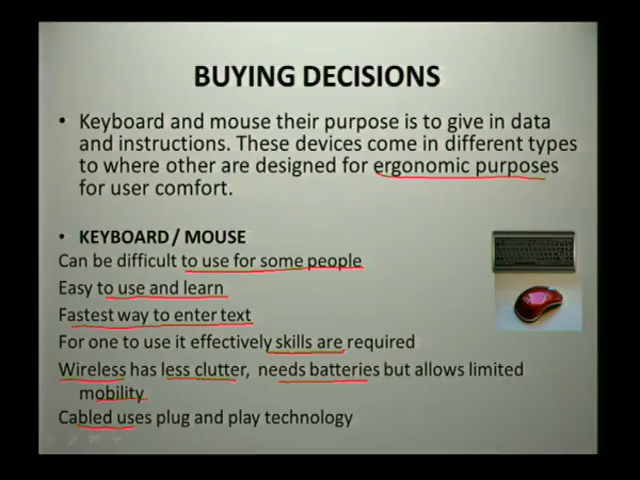 BUYING DECISIONS
• Keyboard and mouse their purpose is to give in data
and instructions. These devices come in different types
to where other are designed for ergonomic purposes
for user comfort.
• KEYBOARD / MOUSE
Can be difficult to use for some people
Easy to use and learn
Fastest way to enter text
For one to use it effectively skills are required
Wireless has less clutter, needs batteries but allows limited
mobility
Cabled uses plug and play technology